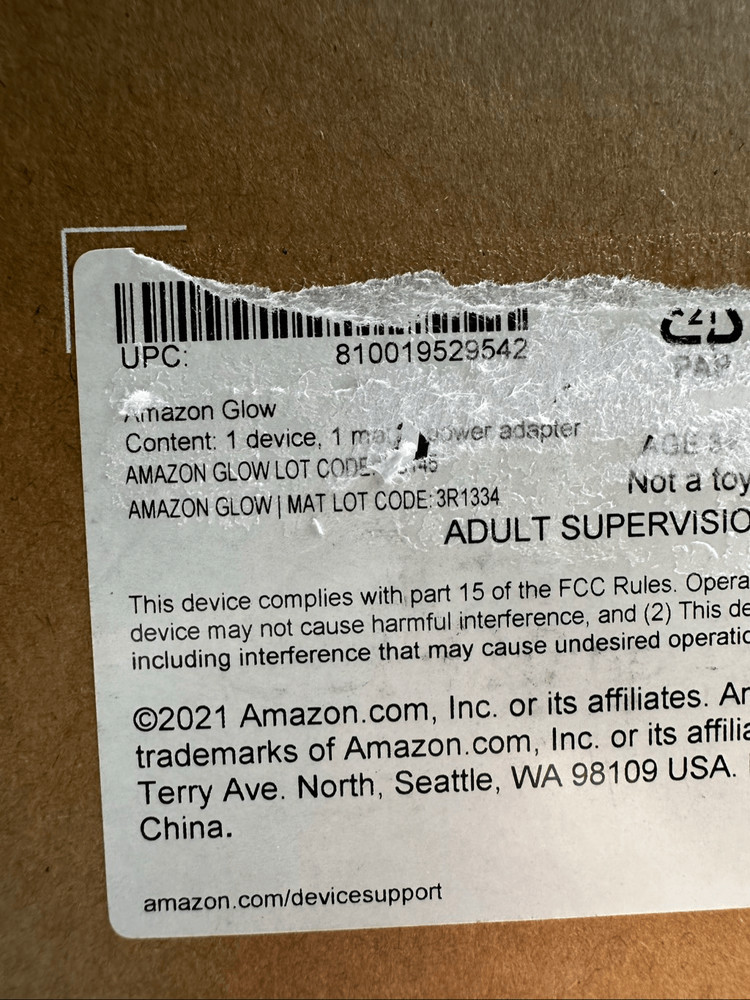 UPC: 810019529542
21
PAP
Amazon Glow
Content: 1 device, 1 power adapter
AGE
AMAZON GLOW LOT CODE:
Not a toy
AMAZON GLOW | MAT LOT CODE: 3R1334
ADULT SUPERVISIO
This device complies with part 15 of the FCC Rules. Opera
device may not cause harmful interference, and (2) This de
including interference that may cause undesired operatio
©2021 Amazon.com, Inc. or its affiliates. Am
trademarks of Amazon.com, Inc. or its affilia
Terry Ave. North, Seattle, WA 98109 USA.
China.
amazon.com/devicesupport